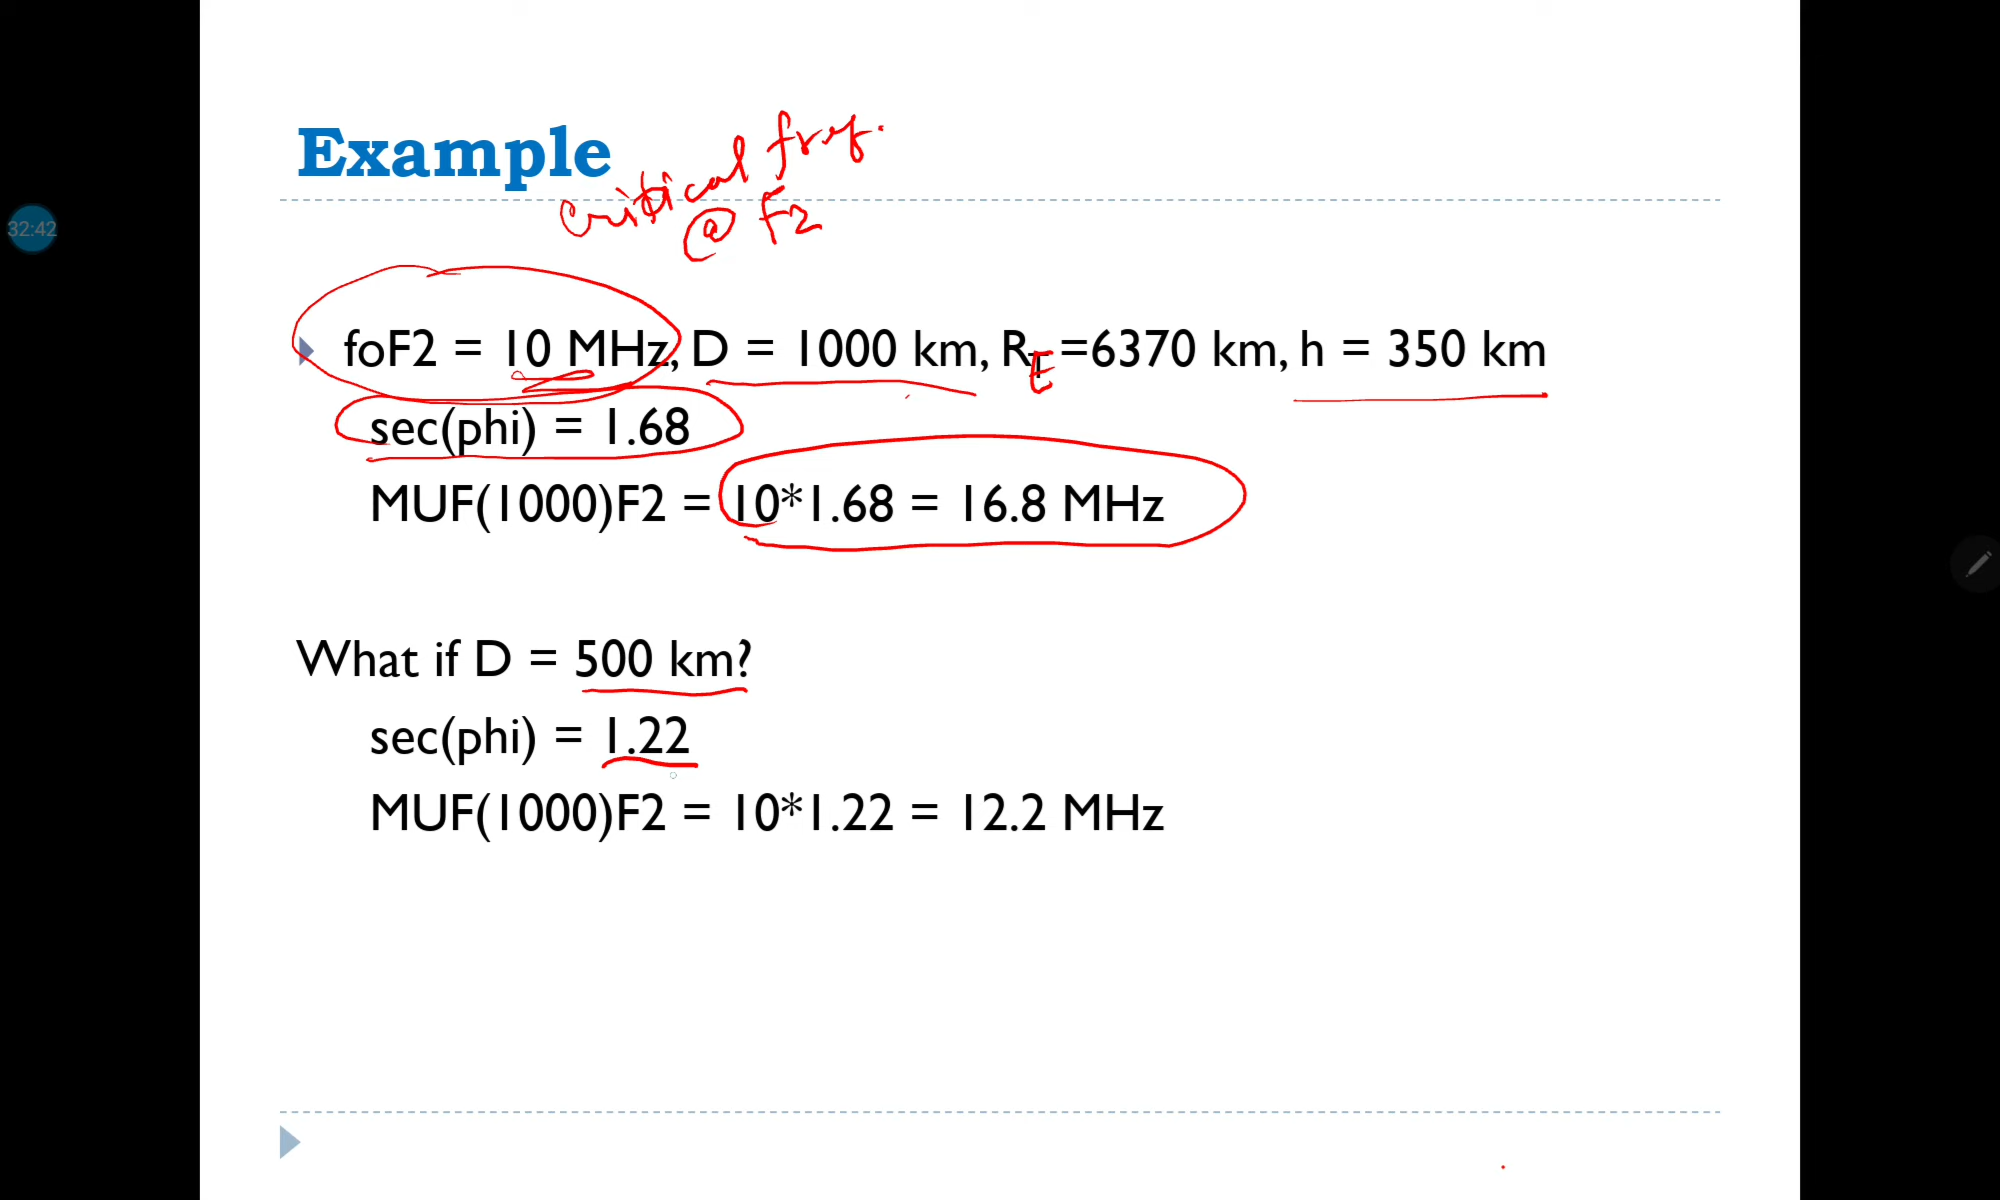 Example
critical freq.
@ F2
32:42
foF2 = 10 MHz, D = 1000 km, RE =6370 km, h = 350 km
sec(phi) = 1.68
MUF(1000)F2 = 10*1.68 = 16.8 MHz
What if D = 500 km?
sec(phi) = 1.22
MUF(1000)F2 = 10*1.22 = 12.2 MHz